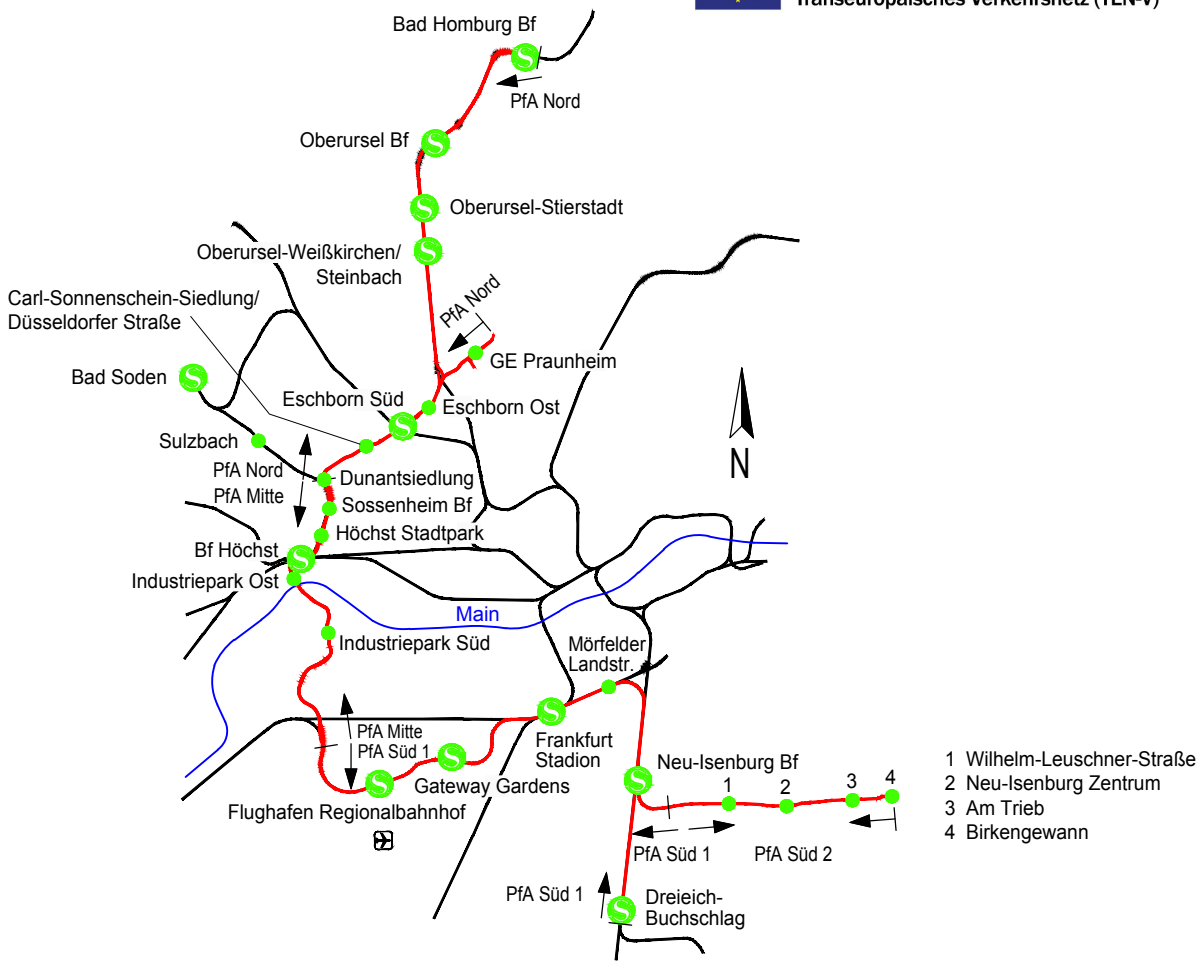 Transeuropäisches Verkehrsnetz (TEN-V)
Bad Homburg Bf
PfA Nord
Oberursel Bf
Oberursel-Stierstadt
Oberursel-Weißkirchen/
Steinbach
Carl-Sonnenschein-Siedlung/
Düsseldorfer Straße
PfA Nord
GE Praunheim
Bad Soden
Eschborn Süd
Eschborn Ost
Sulzbach
PfA Nord
PfA Mitte
Dunantsiedlung
Sossenheim Bf
Höchst Stadtpark
N
Bf Höchst
Industriepark Ost
Main
Industriepark Süd
Mörfelder
Landstr.
PfA Mitte
PfA Süd 1
Frankfurt
Stadion
Gateway Gardens
Flughafen Regionalbahnhof
Neu-Isenburg Bf
1 2 3 4
PfA Süd 1
PfA Süd 2
1 Wilhelm-Leuschner-Straße
2 Neu-Isenburg Zentrum
3 Am Trieb
4 Birkengewann
PfA Süd 1
Dreieich-
Buchschlag